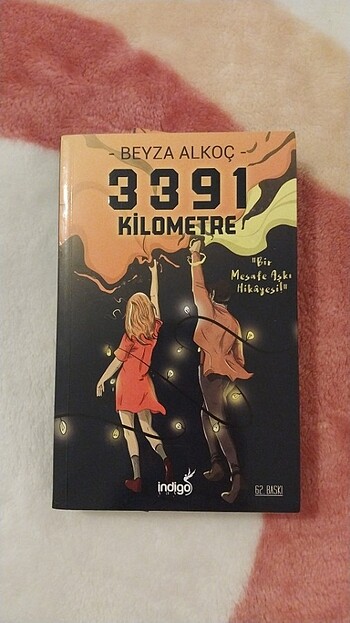 - BEYZA ALKOÇ -
3391
KİLOMETRE
"Bir
Mesafe Aşkı
Hikâyesi!"
indigo
62. BASKI